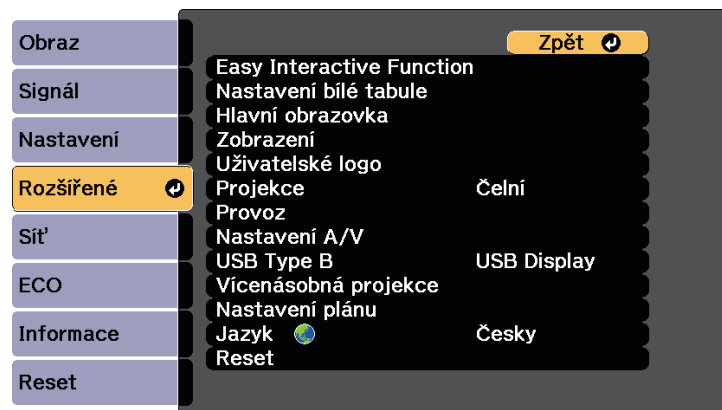 Obraz
Signál
Nastavení
Rozšířené
Síť
ECO
Informace
Reset
Zpět
Easy Interactive Function
Nastavení bílé tabule
Hlavní obrazovka
Zobrazení
Uživatelské logo
Projekce Čelní
Provoz
Nastavení A/V
USB Type B USB Display
Vícenásobná projekce
Nastavení plánu
Jazyk Česky
Reset